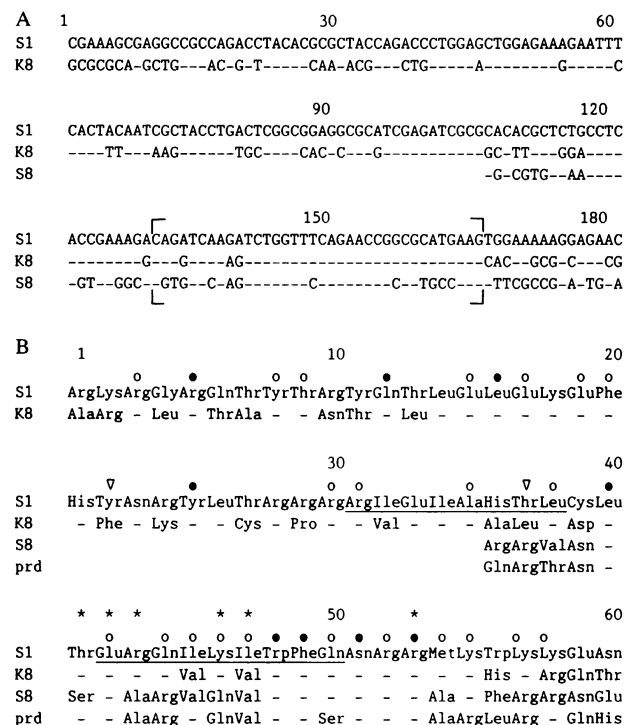 A
1 30 60
S1 CGAAAGCGAGGCCGCCAGACCTACACGCGCTACCAGACCCTGGAGCTGGAGAAAGAATTT
K8 GCGCGCA-GCTG---AC-G-T-----CAA-ACG---CTG-----A--------G-----C
90 120
S1 CACTACAATCGCTACCTGACTCGGCGGAGGCGCATCGAGATCGCGCACACGCTCTGCCTC
K8 ----TT---AAG------TGC----CAC-C---G-----------GC-TT---GGA----
S8 -G-CGTG--AA----
150 180
S1 ACCGAAAGACAGATCAAGATCTGGTTTCAGAACCGGCGCATGAAGTGGAAAAAGGAGAAC
K8 --------G---G----AG--------------------------CAC--GCG-C---CG
S8 -GT--GGC--GTG--C-AG-------C--------C--TGCC----TTCGCCG-A-TG-A
B
1 10 20
o ● o o o ● o ● o o o
S1 ArgLysArgGlyArgGlnThrTyrThrArgTyrGlnThrLeuGluLeuGluLysGluPhe
K8 AlaArg - Leu - ThrAla - - AsnThr - Leu - - - - - - -
30 40
∇ ● o o o ∇ o ●
S1 HisTyrAsnArgTyrLeuThrArgArgArgArgIleGluIleAlaHisThrLeuCysLeu
K8 - Phe - Lys - - Cys - Pro - - Val - - - AlaLeu - Asp -
S8 ArgArgValAsn -
prd GlnArgThrAsn -
50 60
* * * * * *
o o o o o o ● ● o ● o ● o o o o
S1 ThrGluArgGlnIleLysIleTrpPheGlnAsnArgArgMetLysTrpLysLysGluAsn
K8 - - - - Val - Val - - - - - - - - His - ArgGlnThr
S8 Ser - AlaArgValGlnVal - - - - - - Ala - PheArgArgAsnGlu
prd - - AlaArg - GlnVal - - Ser - - - AlaArgLeuArg - GlnHis